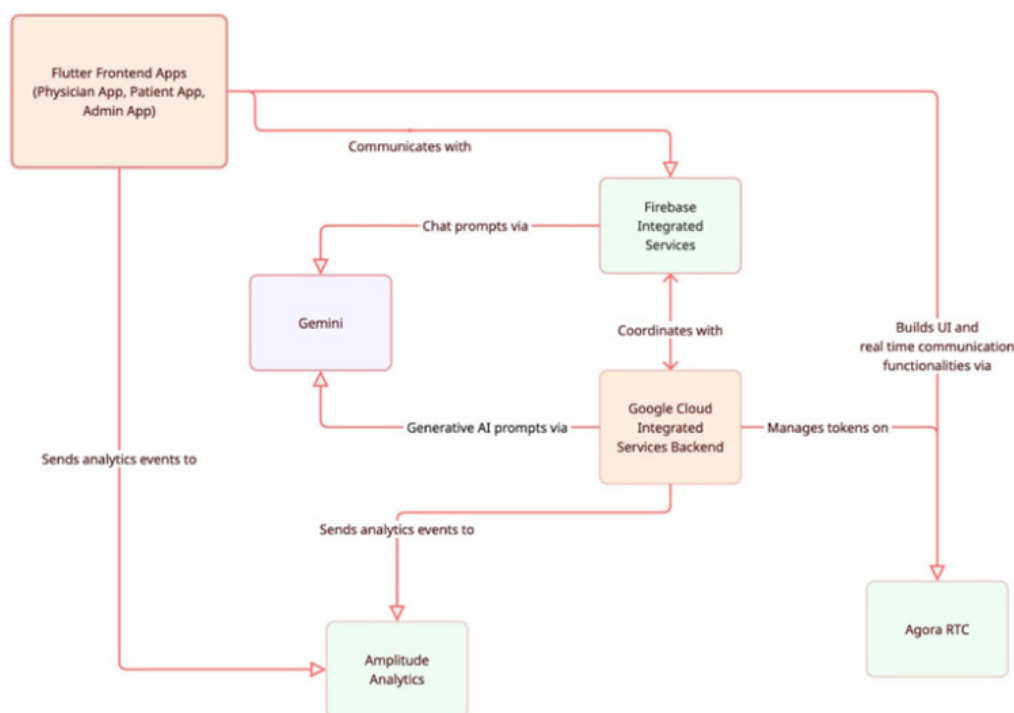 Flutter Frontend Apps
(Physician App, Patient App,
Admin App)
Communicates with
Firebase
Integrated
Services
Chat prompts via
Gemini
Coordinates with
Builds UI and
real time communication
functionalities via
Google Cloud
Integrated
Services Backend
Generative AI prompts via
Manages tokens on
Sends analytics events to
Sends analytics events to
Agora RTC
Amplitude
Analytics